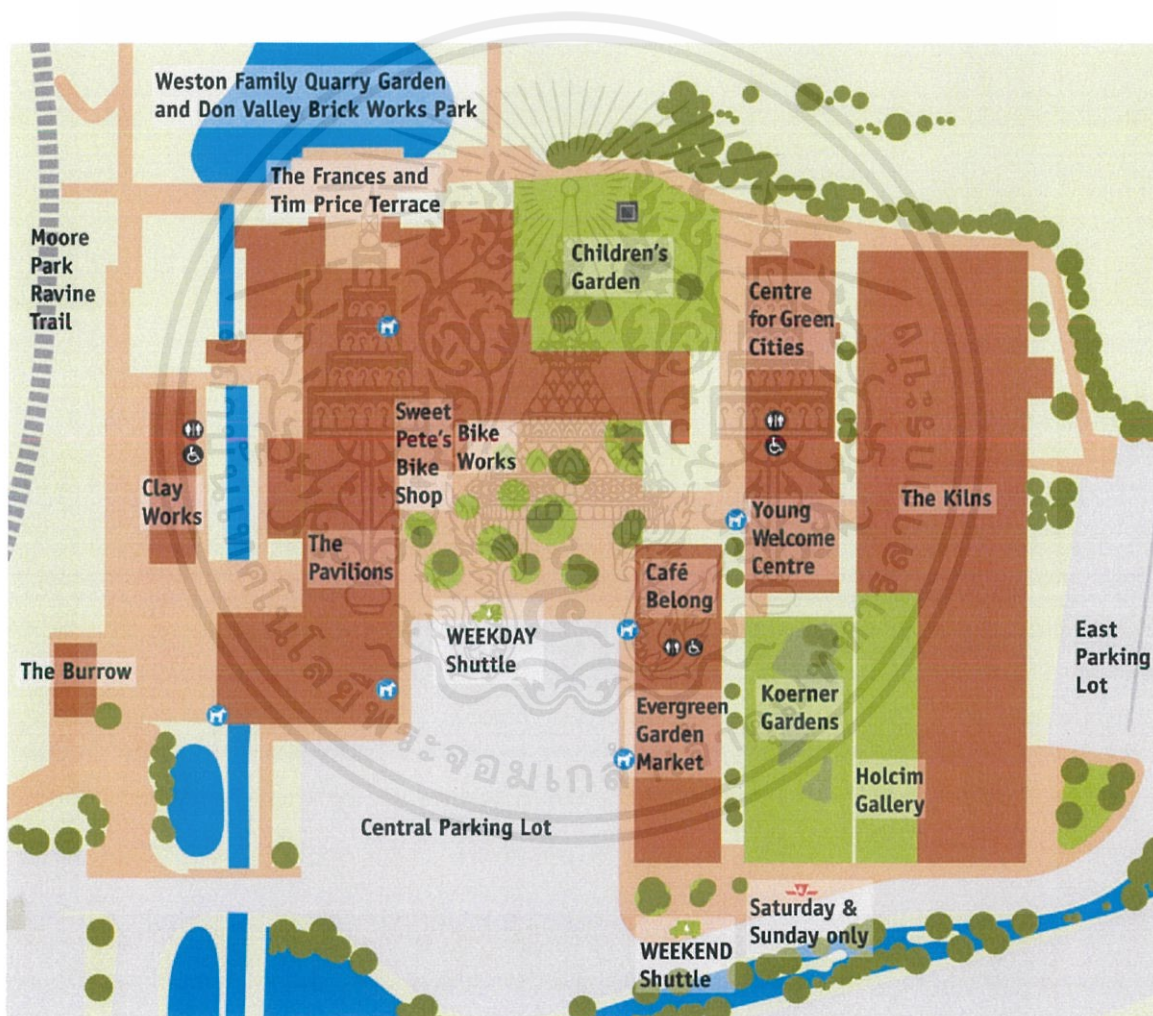 Weston Family Quarry Garden
and Don Valley Brick Works Park
The Frances and
Tim Price Terrace
Moore
Park
Ravine
Trail
Children's
Garden
Centre
for Green
Cities
Sweet
Pete's
Bike
Shop
Bike
Works
Clay
Works
The Kilns
Young
Welcome
Centre
The
Pavilions
Café
Belong
WEEKDAY
Shuttle
East
Parking
Lot
The Burrow
Koerner
Gardens
Evergreen
Garden
Market
Holcim
Gallery
Central Parking Lot
Saturday &
Sunday only
WEEKEND
Shuttle